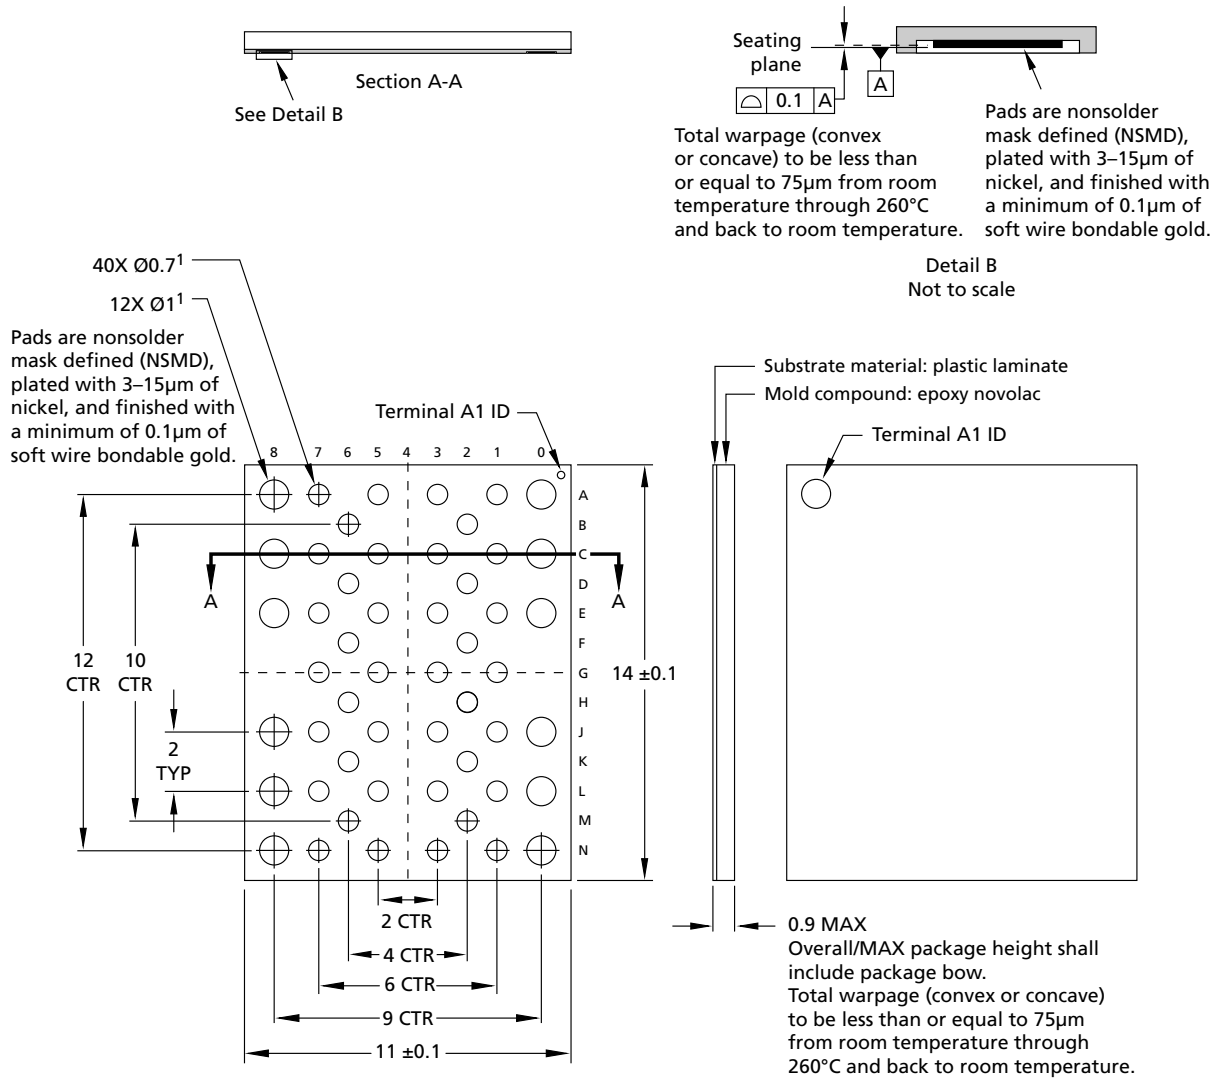 Section A-A
See Detail B
Seating
plane
0.1 A
A
Total warpage (convex
or concave) to be less than
or equal to 75µm from room
temperature through 260°C
and back to room temperature.
Pads are nonsolder
mask defined (NSMD),
plated with 3–15µm of
nickel, and finished with
a minimum of 0.1µm of
soft wire bondable gold.
Detail B
Not to scale
40X Ø0.7¹
12X Ø1¹
Pads are nonsolder
mask defined (NSMD),
plated with 3–15µm of
nickel, and finished with
a minimum of 0.1µm of
soft wire bondable gold.
Terminal A1 ID
8 7 6 5 4 3 2 1 0
A
B
C
D
E
F
G
H
J
K
L
M
N
A
A
12
CTR
10
CTR
2
TYP
14 ±0.1
2 CTR
4 CTR
6 CTR
9 CTR
11 ±0.1
Substrate material: plastic laminate
Mold compound: epoxy novolac
Terminal A1 ID
0.9 MAX
Overall/MAX package height shall
include package bow.
Total warpage (convex or concave)
to be less than or equal to 75µm
from room temperature through
260°C and back to room temperature.